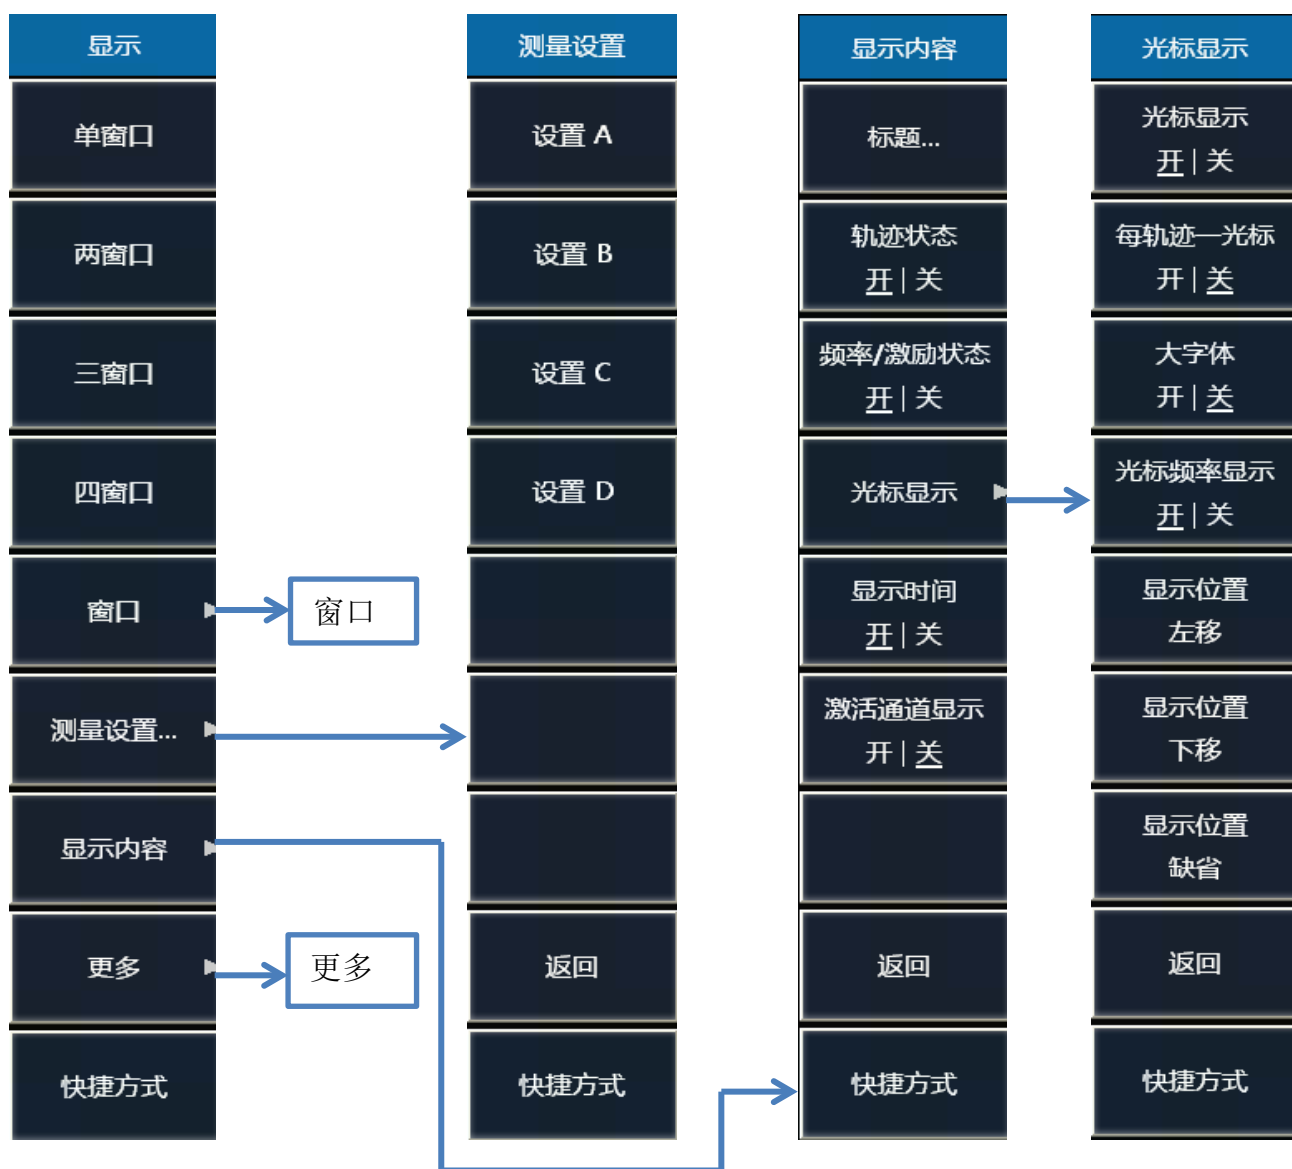 显示
单窗口
两窗口
三窗口
四窗口
窗口
测量设置...
显示内容
更多
快捷方式
窗口
更多
测量设置
设置 A
设置 B
设置 C
设置 D
返回
快捷方式
显示内容
标题...
轨迹状态
开|关
频率/激励状态
开|关
光标显示
显示时间
开|关
激活通道显示
开|关
返回
快捷方式
光标显示
光标显示
开|关
每轨迹一光标
开|关
大字体
开|关
光标频率显示
开|关
显示位置
左移
显示位置
下移
显示位置
缺省
返回
快捷方式